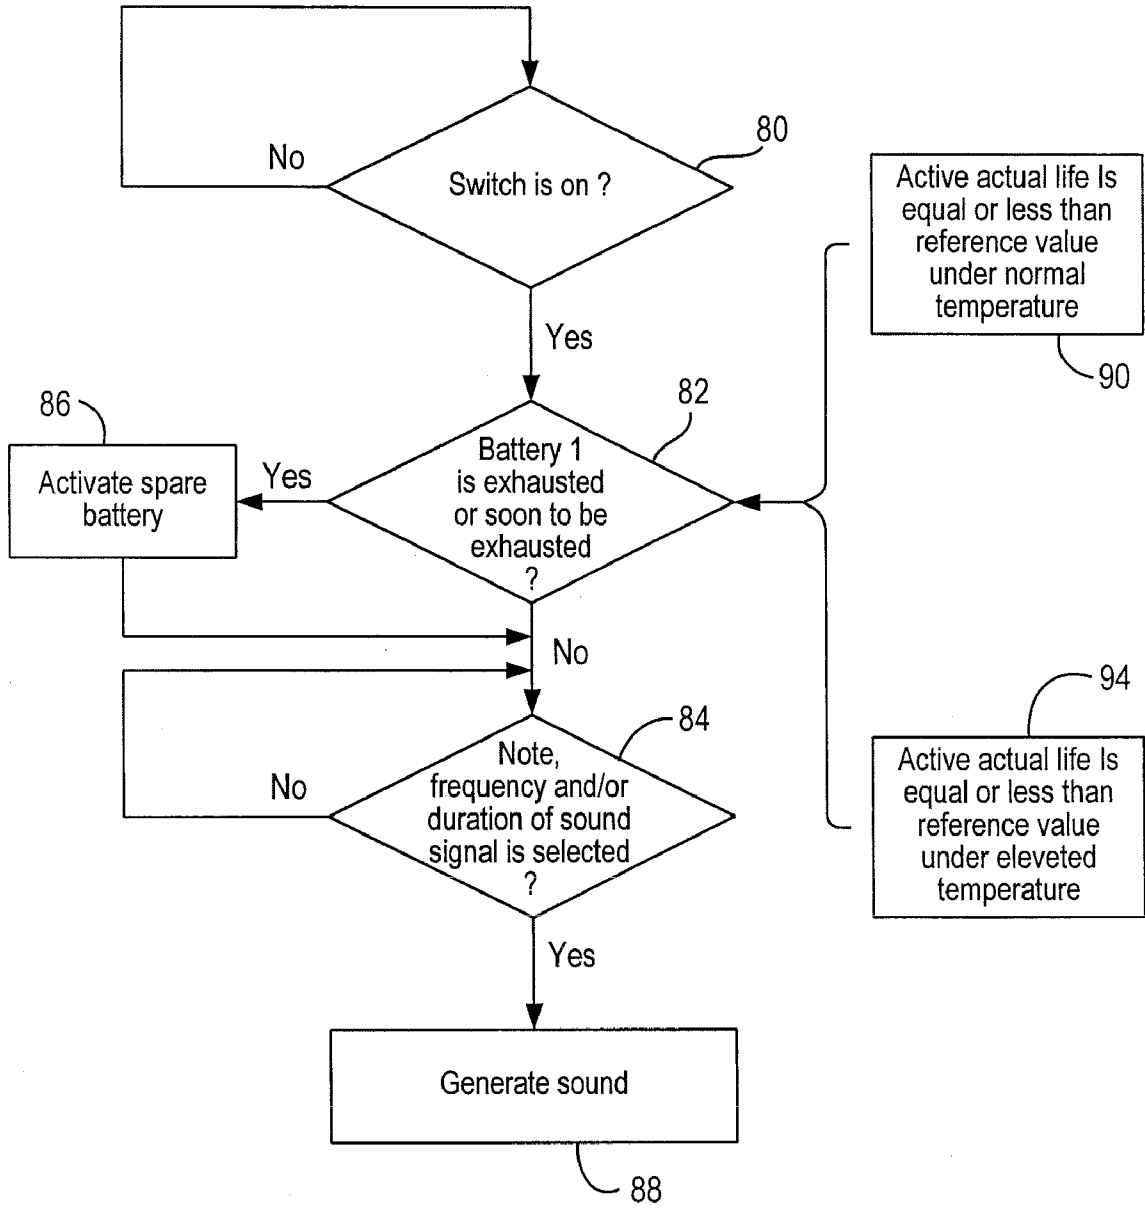 No
Switch is on ?
80
Yes
Active actual life Is
equal or less than
reference value
under normal
temperature
90
86
Activate spare
battery
Yes
82
Battery 1
is exhausted
or soon to be
exhausted
?
No
94
Active actual life Is
equal or less than
reference value
under eleveted
temperature
84
No
Note,
frequency and/or
duration of sound
signal is selected
?
Yes
Generate sound
88